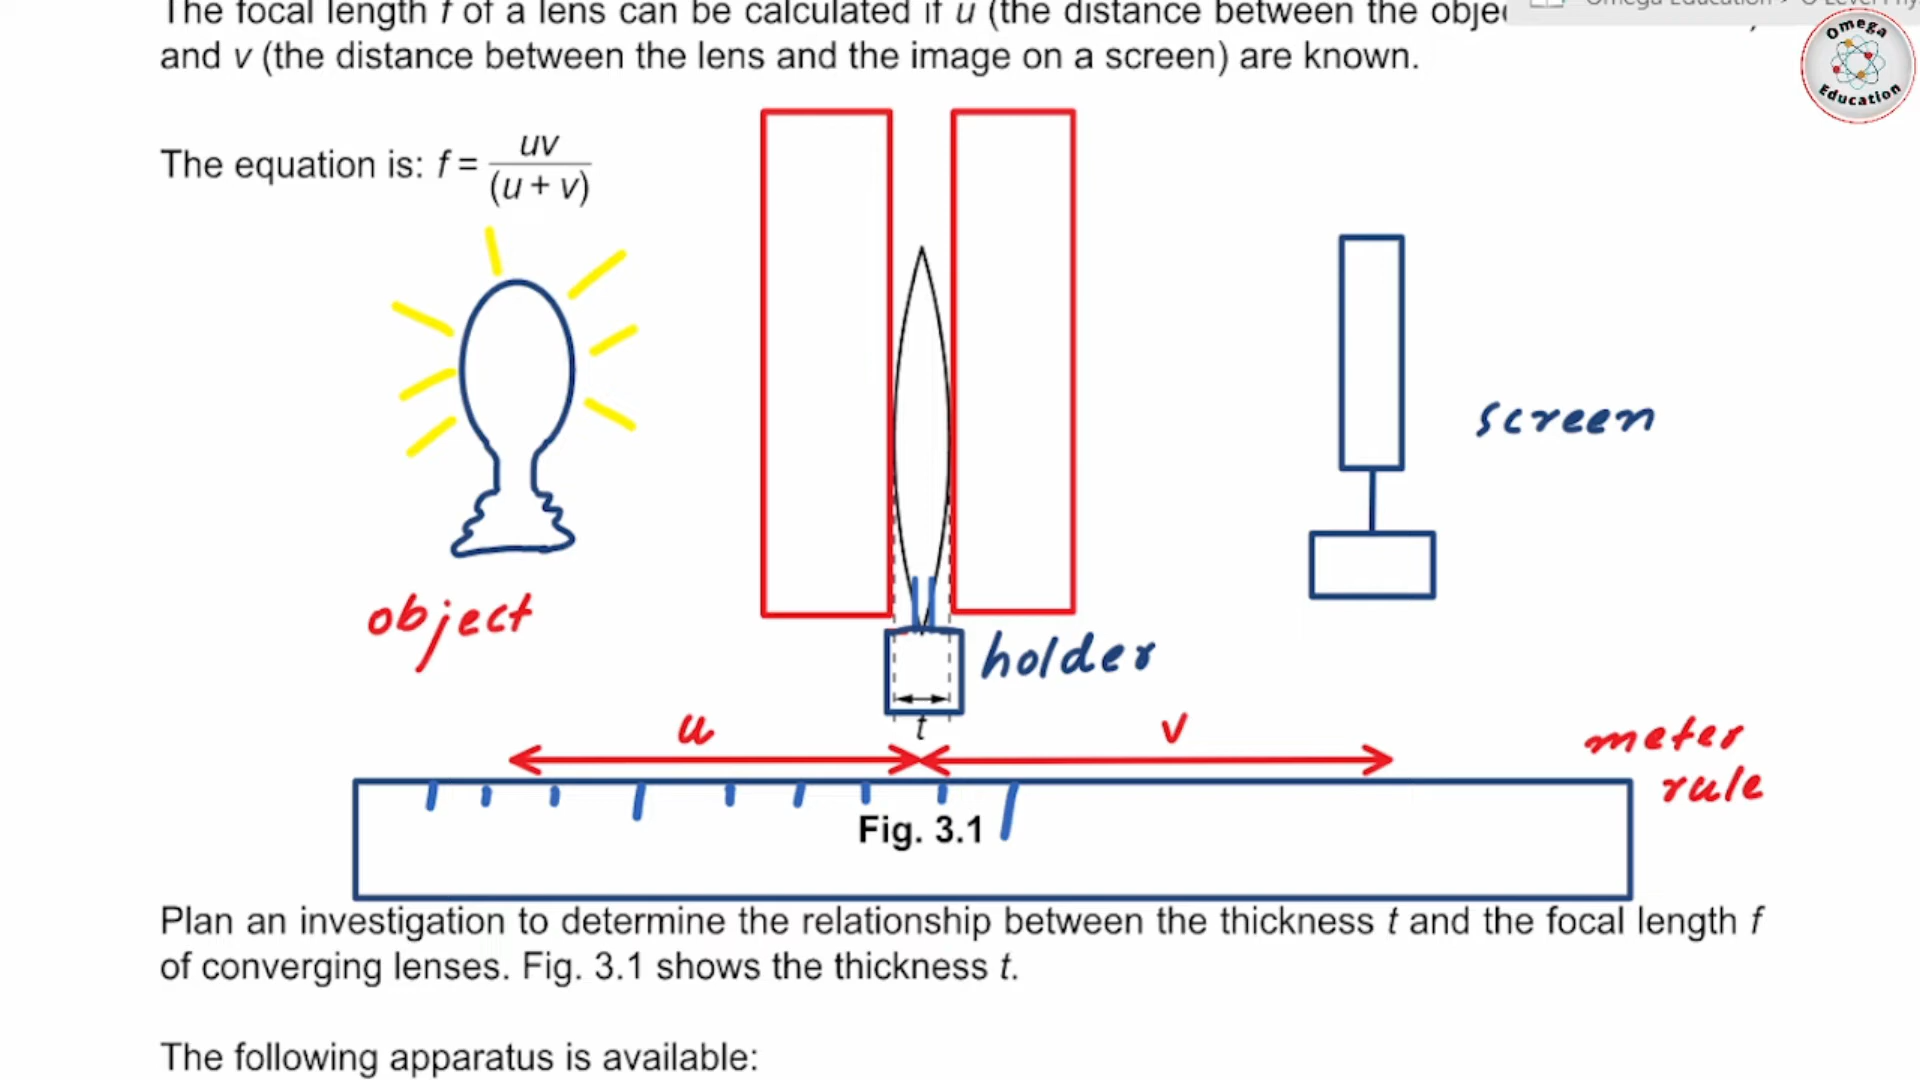 The focal length f of a lens can be calculated if u (the distance between the
and v (the distance between the lens and the image on a screen) are known.
Omega
Education
The equation is: f = uv
(u + v)
screen
object
holder
t
u
v
meter
rule
Fig. 3.1
Plan an investigation to determine the relationship between the thickness t and the focal length f
of converging lenses. Fig. 3.1 shows the thickness t.
The following apparatus is available: